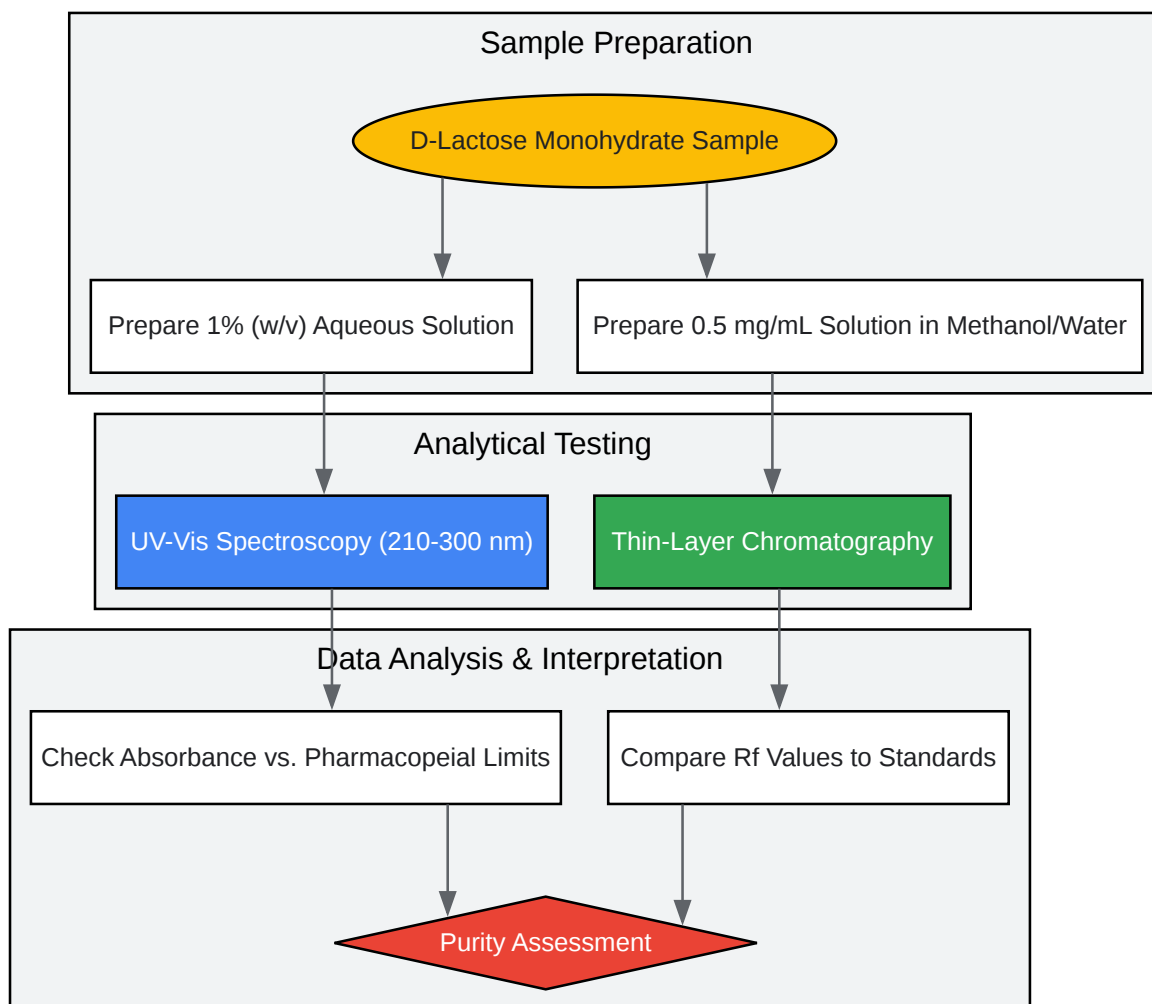 Sample Preparation
D-Lactose Monohydrate Sample
Prepare 1% (w/v) Aqueous Solution
Prepare 0.5 mg/mL Solution in Methanol/Water
Analytical Testing
UV-Vis Spectroscopy (210-300 nm)
Thin-Layer Chromatography
Data Analysis & Interpretation
Check Absorbance vs. Pharmacopeial Limits
Compare Rf Values to Standards
Purity Assessment